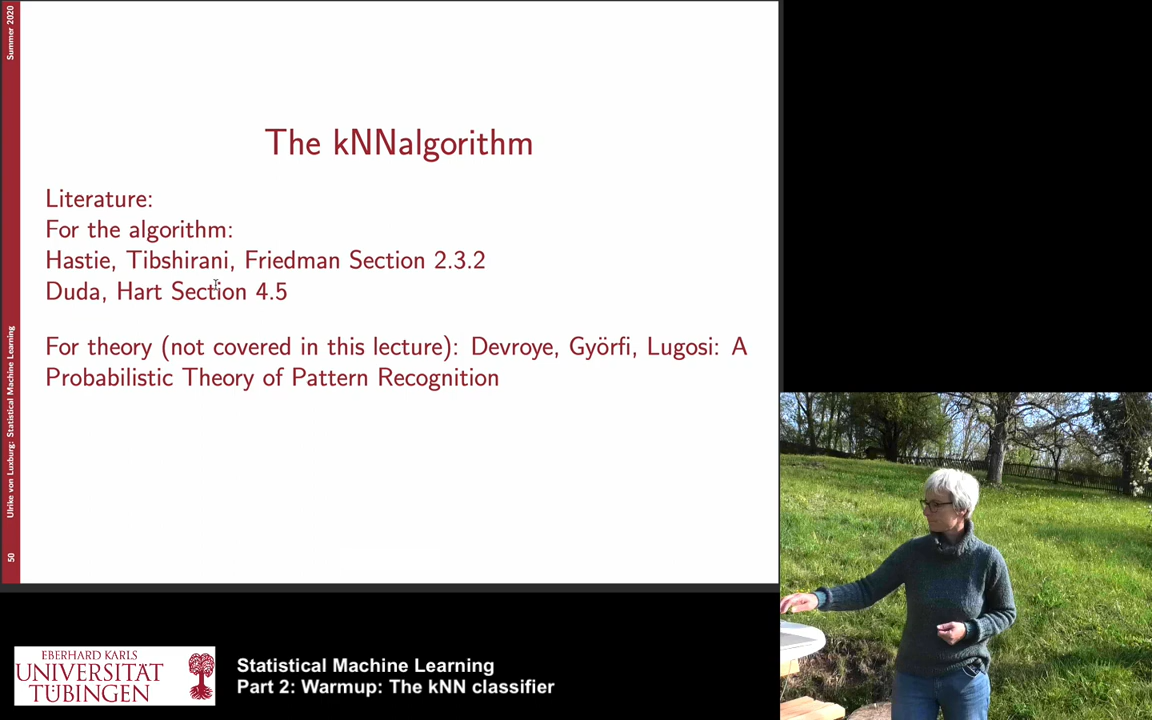 Summer 2020
Ulrike von Luxburg: Statistical Machine Learning
50
The kNNalgorithm
Literature:
For the algorithm:
Hastie, Tibshirani, Friedman Section 2.3.2
Duda, Hart Section 4.5
For theory (not covered in this lecture): Devroye, Györfi, Lugosi: A
Probabilistic Theory of Pattern Recognition
EBERHARD KARLS
UNIVERSITÄT
TÜBINGEN
Statistical Machine Learning
Part 2: Warmup: The kNN classifier